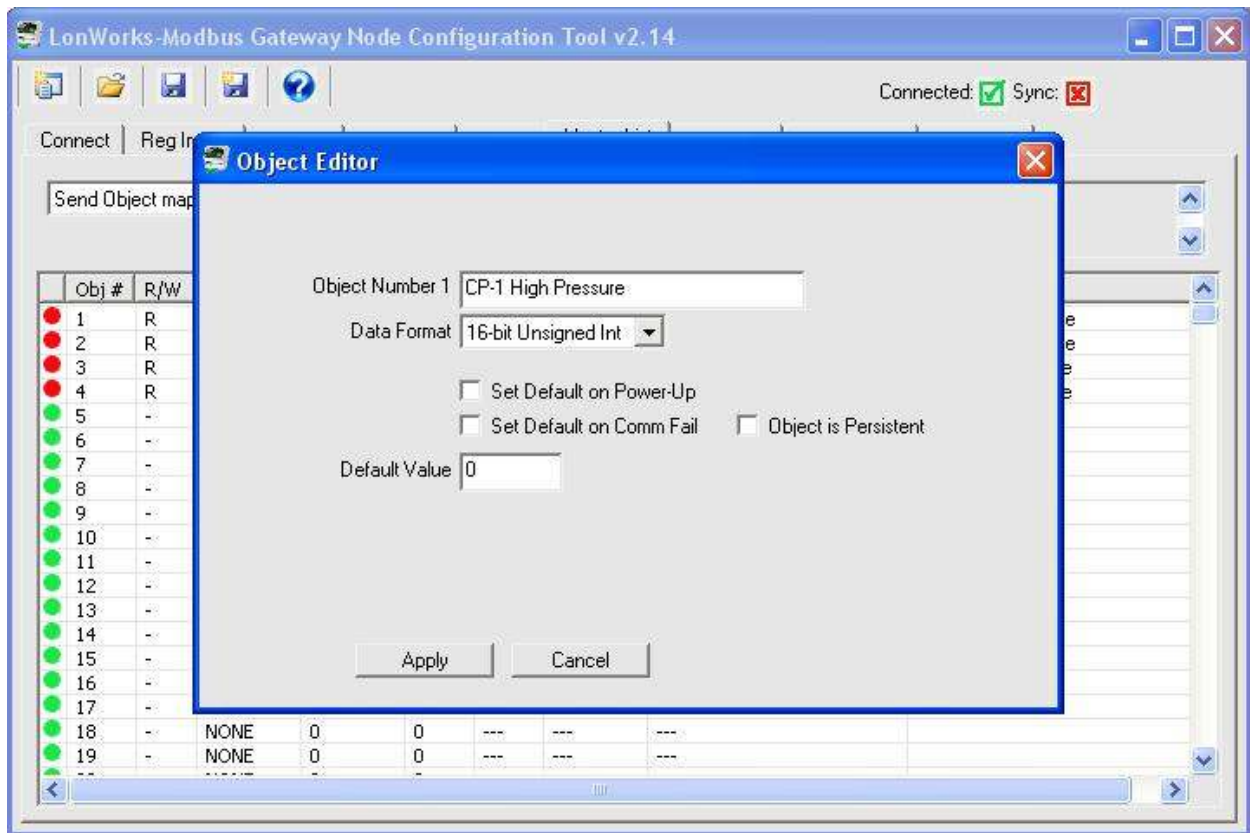 LonWorks-Modbus Gateway Node Configuration Tool v2.14
Connected: Sync:
Connect Reg
Object Editor
Send Object map
Object Number 1 CP-1 High Pressure
Data Format 16-bit Unsigned Int
Set Default on Power-Up
Set Default on Comm Fail Object is Persistent
Default Value 0
Apply Cancel
Obj # R/W
1 R e
2 R e
3 R e
4 R e
5 -
6 -
7 -
8 -
9 -
10 -
11 -
12 -
13 -
14 -
15 -
16 -
17 -
18 - NONE 0 0 --- --- ---
19 - NONE 0 0 --- --- ---